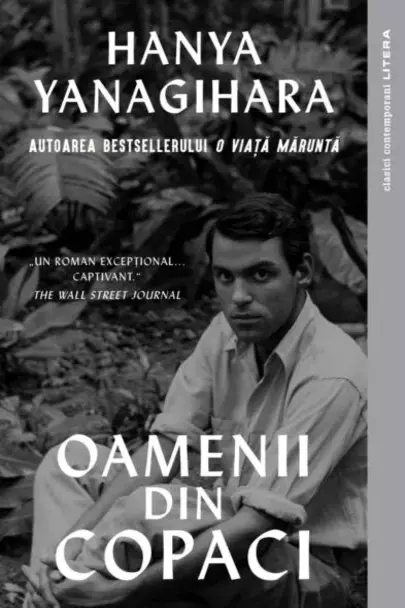 HANYA
YANAGIHARA
AUTOAREA BESTSELLERULUI O VIAȚĂ MĂRUNTĂ
„UN ROMAN EXCEPȚIONAL...
CAPTIVANT.“
THE WALL STREET JOURNAL
OAMENII
DIN
COPACI
clasici contemporani LITERA